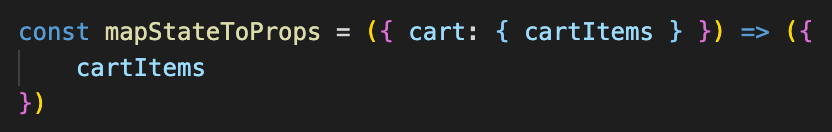 const mapStateToProps = ({ cart: { cartItems } }) => ({
    cartItems
})